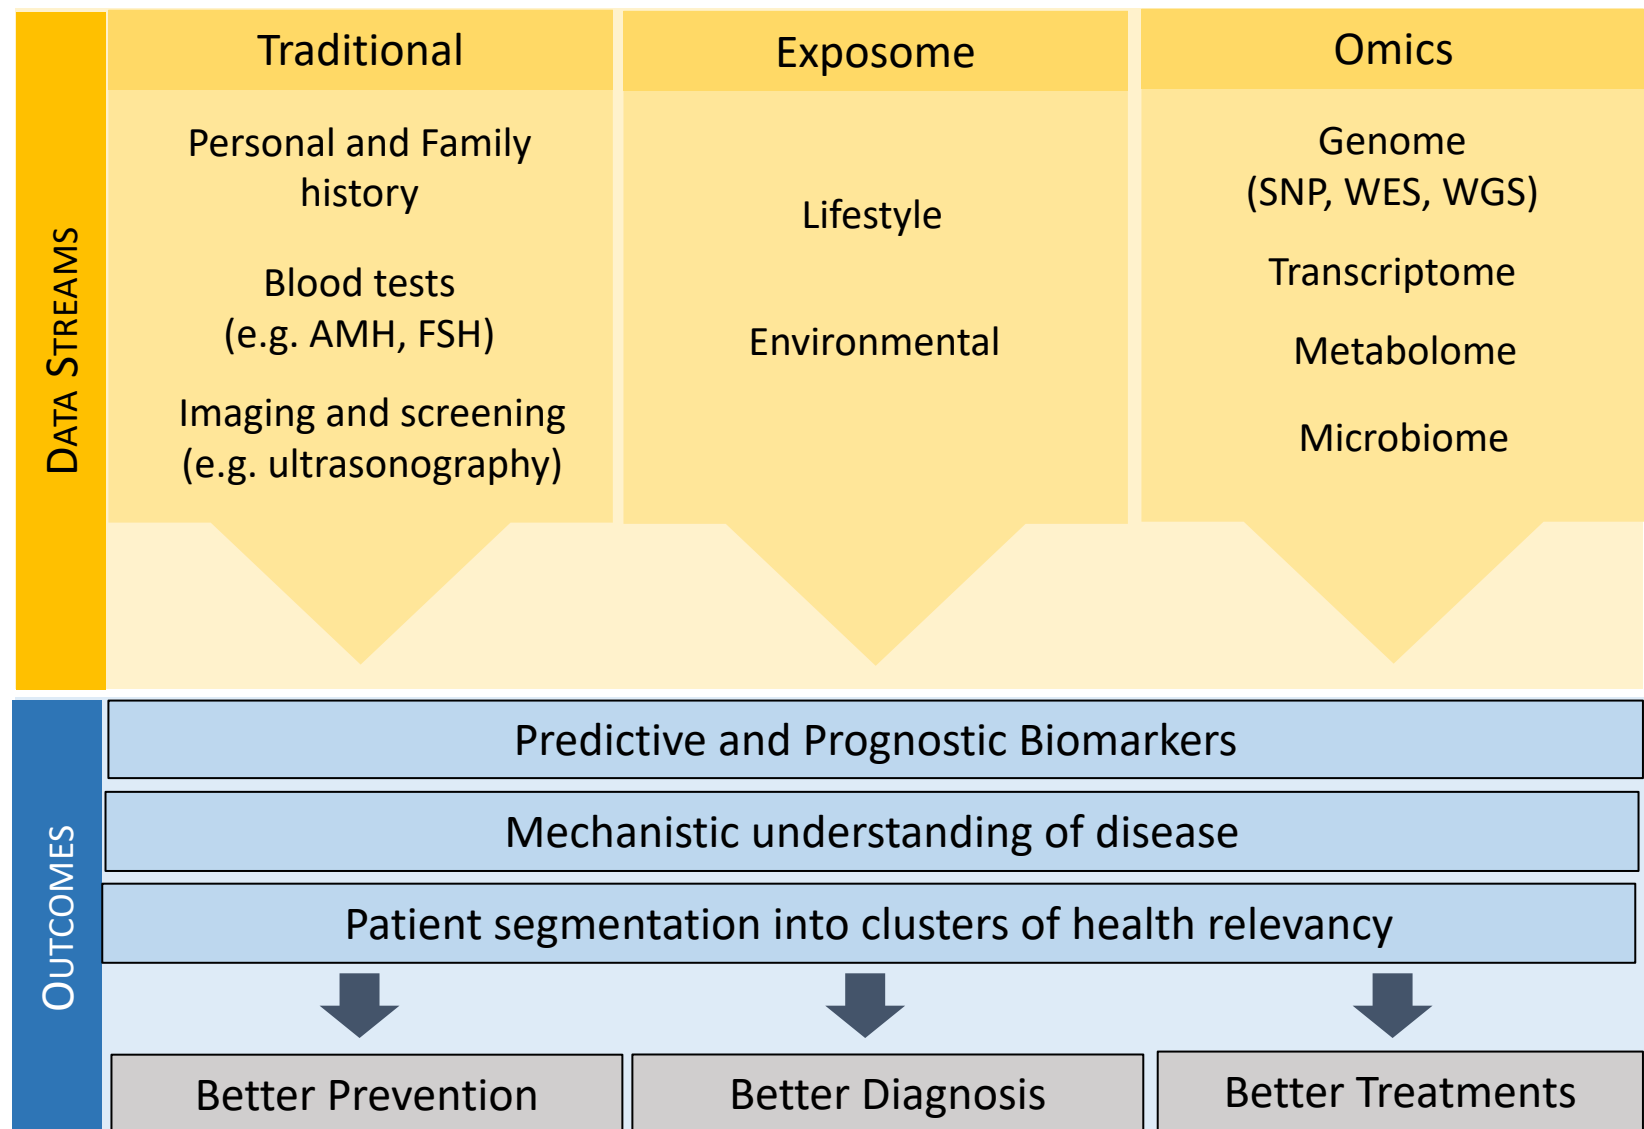 DATA STREAMS
Traditional
Personal and Family
history
Blood tests
(e.g. AMH, FSH)
Imaging and screening
(e.g. ultrasonography)
Exposome
Lifestyle
Environmental
Omics
Genome
(SNP, WES, WGS)
Transcriptome
Metabolome
Microbiome
OUTCOMES
Predictive and Prognostic Biomarkers
Mechanistic understanding of disease
Patient segmentation into clusters of health relevancy
Better Prevention
Better Diagnosis
Better Treatments